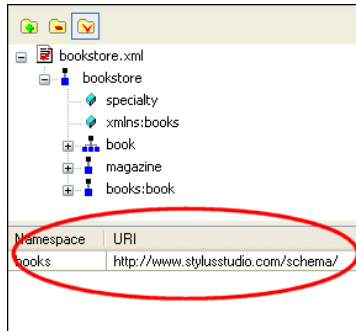 bookstore.xml
bookstore
specialty
xmlns:books
book
magazine
books:book
Namespace URI
books http://www.stylusstudio.com/schema/